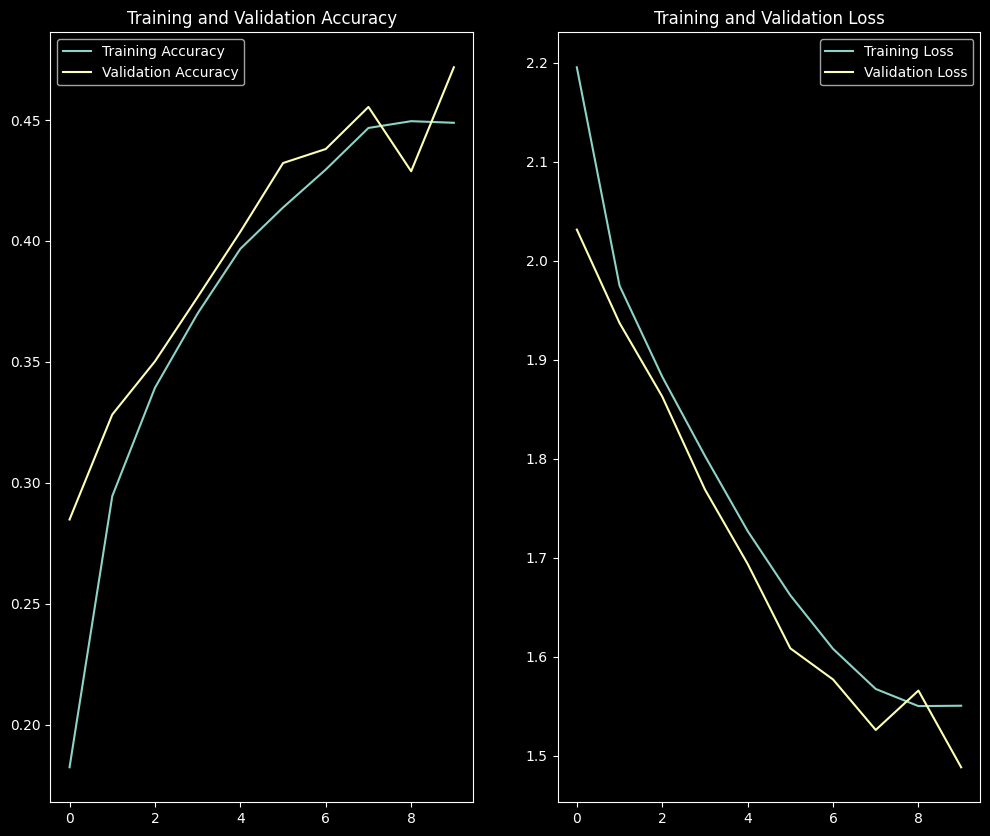 Training and Validation Accuracy
Training Accuracy
Validation Accuracy
0.45
0.40
0.35
0.30
0.25
0.20
0 2 4 6 8
Training and Validation Loss
Training Loss
Validation Loss
2.2
2.1
2.0
1.9
1.8
1.7
1.6
1.5
0 2 4 6 8